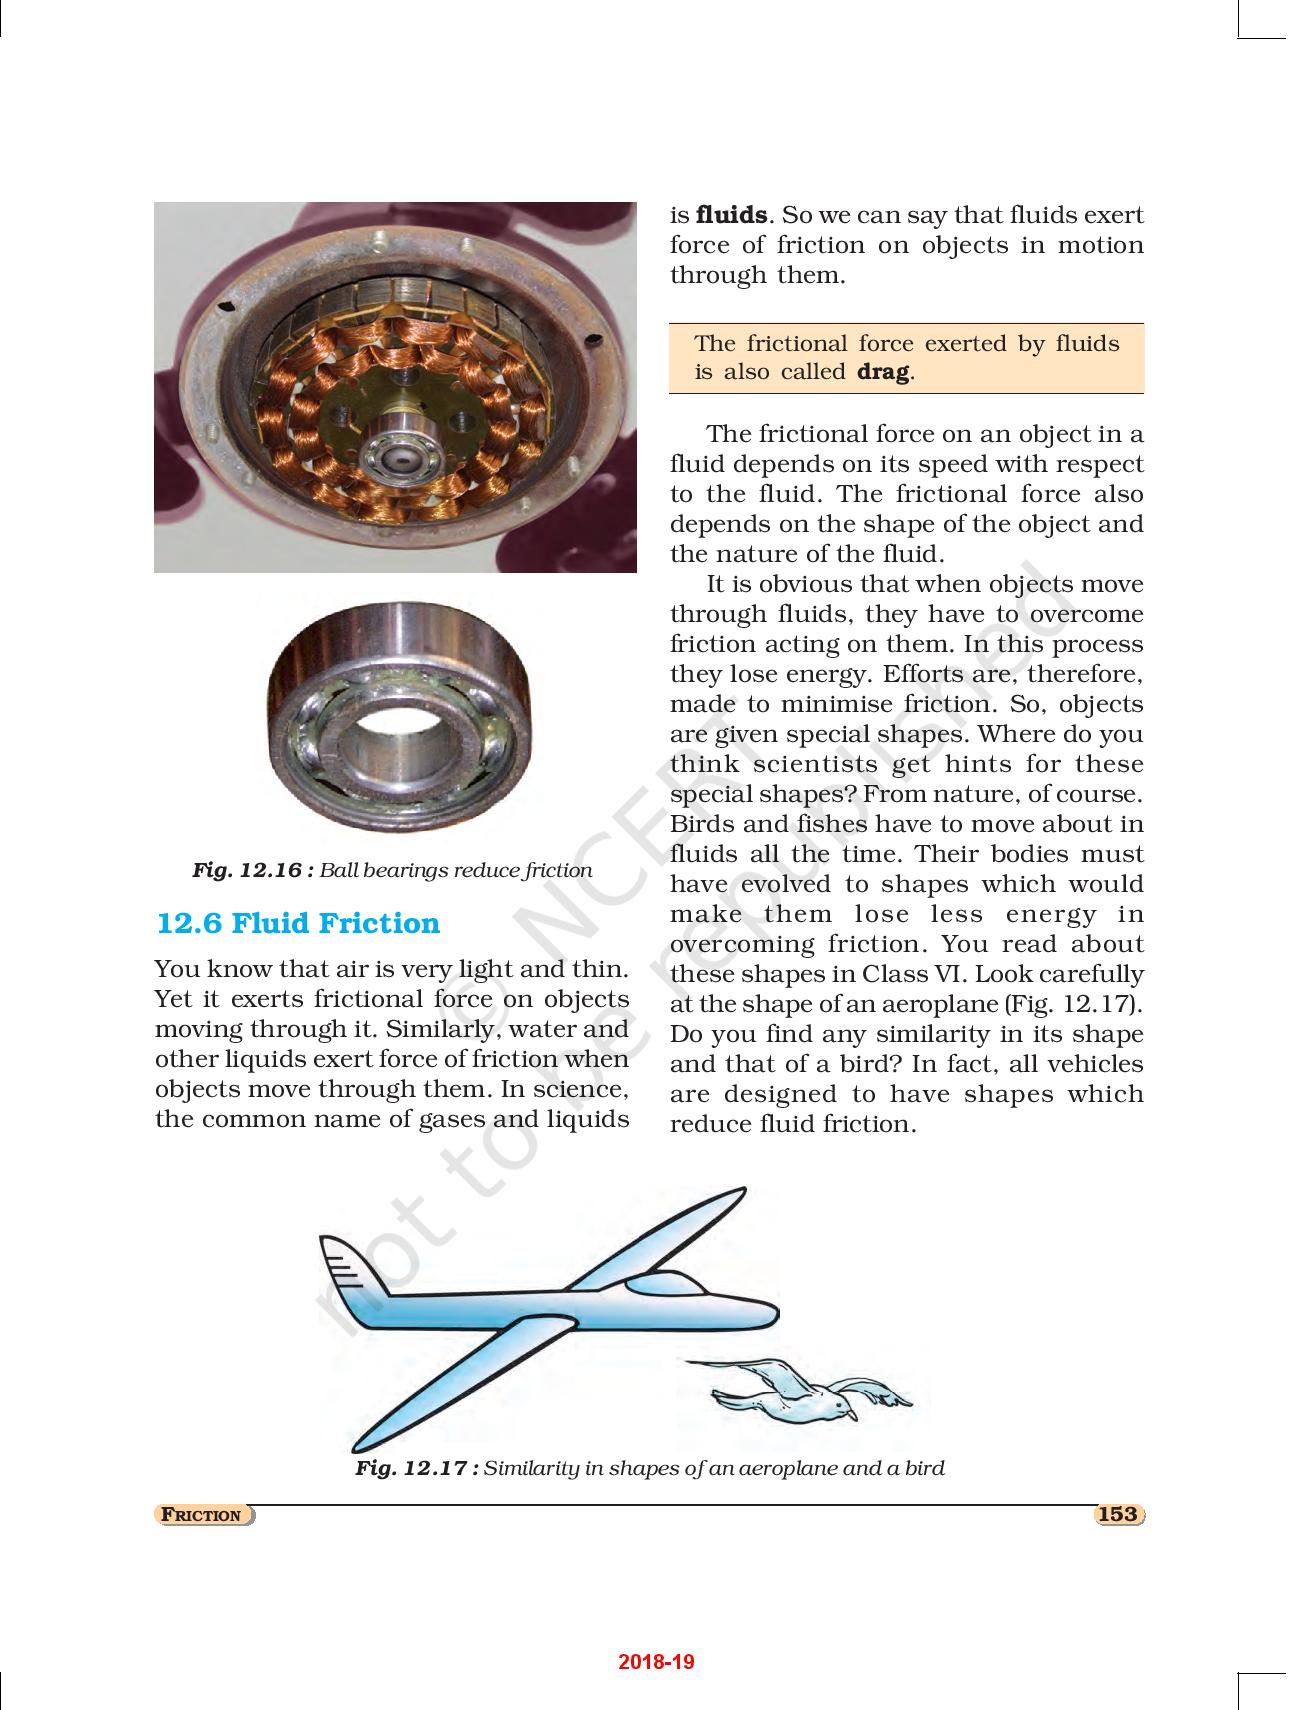 Fig. 12.16 : Ball bearings reduce friction
12.6 Fluid Friction
You know that air is very light and thin.
Yet it exerts frictional force on objects
moving through it. Similarly, water and
other liquids exert force of friction when
objects move through them. In science,
the common name of gases and liquids
is fluids. So we can say that fluids exert
force of friction on objects in motion
through them.
The frictional force exerted by fluids
is also called drag.
The frictional force on an object in a
fluid depends on its speed with respect
to the fluid. The frictional force also
depends on the shape of the object and
the nature of the fluid.
It is obvious that when objects move
through fluids, they have to overcome
friction acting on them. In this process
they lose energy. Efforts are, therefore,
made to minimise friction. So, objects
are given special shapes. Where do you
think scientists get hints for these
special shapes? From nature, of course.
Birds and fishes have to move about in
fluids all the time. Their bodies must
have evolved to shapes which would
make them lose less energy in
overcoming friction. You read about
these shapes in Class VI. Look carefully
at the shape of an aeroplane (Fig. 12.17).
Do you find any similarity in its shape
and that of a bird? In fact, all vehicles
are designed to have shapes which
reduce fluid friction.
© NCERT
not to be republished
Fig. 12.17 : Similarity in shapes of an aeroplane and a bird
FRICTION
153
2018-19